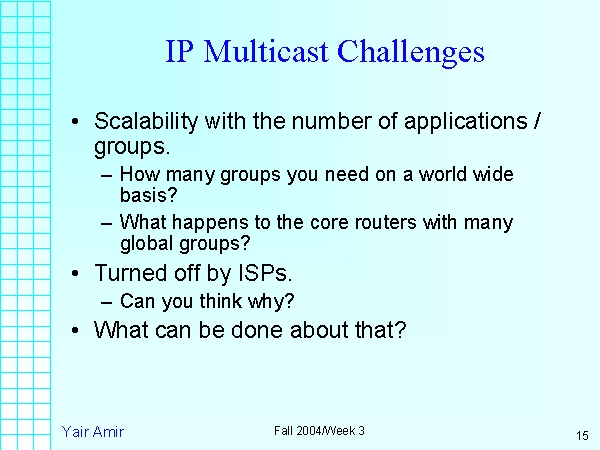 IP Multicast Challenges
• Scalability with the number of applications /
groups.
– How many groups you need on a world wide
basis?
– What happens to the core routers with many
global groups?
• Turned off by ISPs.
– Can you think why?
• What can be done about that?
Yair Amir
Fall 2004/Week 3
15